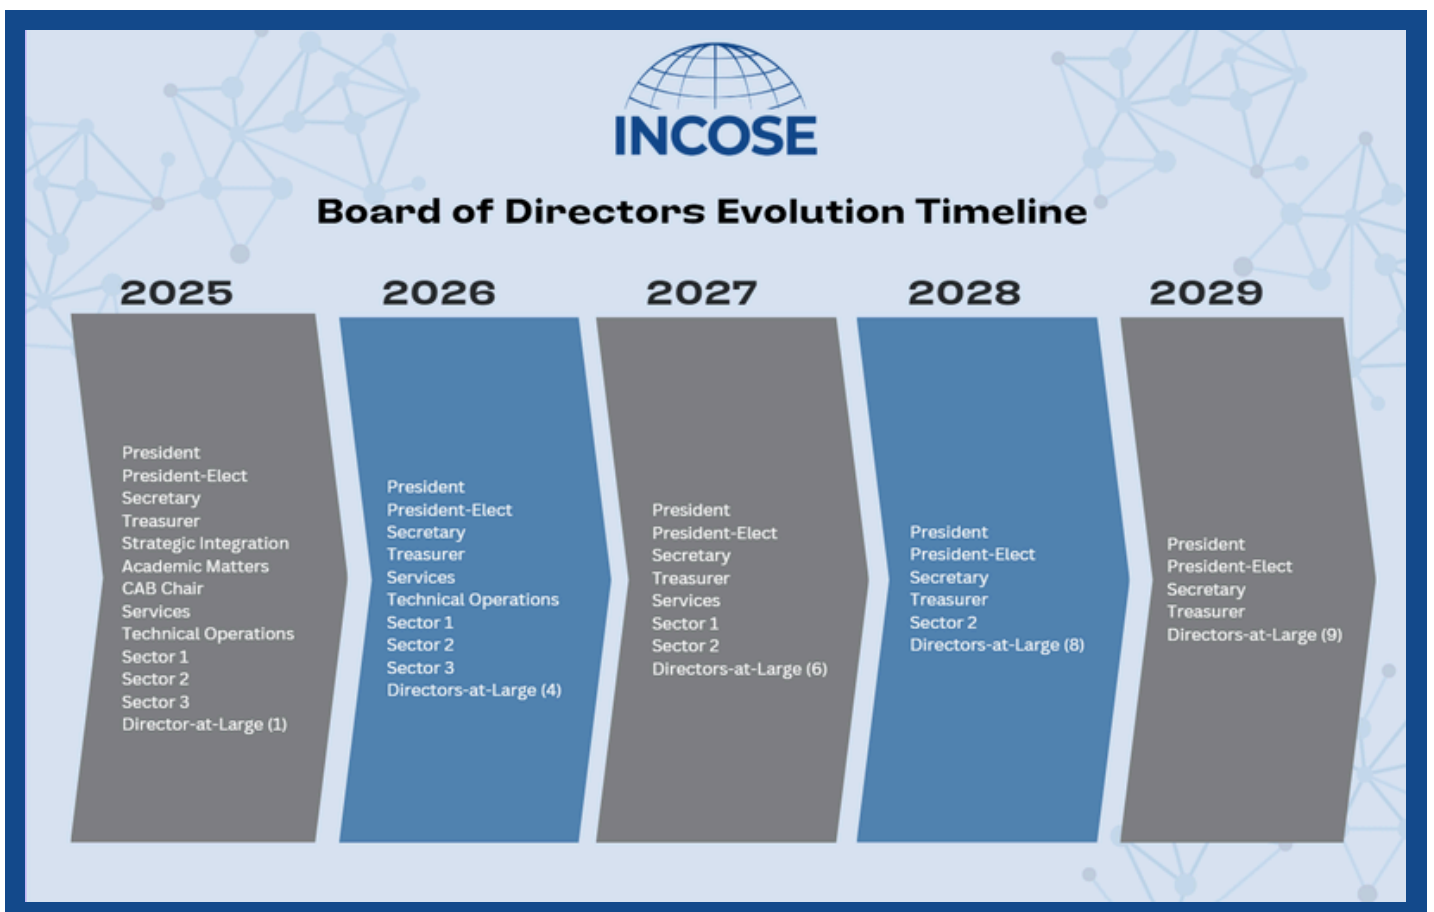 INCOSE
Board of Directors Evolution Timeline
2025
President
President-Elect
Secretary
Treasurer
Strategic Integration
Academic Matters
CAB Chair
Services
Technical Operations
Sector 1
Sector 2
Sector 3
Director-at-Large (1)
2026
President
President-Elect
Secretary
Treasurer
Services
Technical Operations
Sector 1
Sector 2
Sector 3
Directors-at-Large (4)
2027
President
President-Elect
Secretary
Treasurer
Services
Sector 1
Sector 2
Directors-at-Large (6)
2028
President
President-Elect
Secretary
Treasurer
Sector 2
Directors-at-Large (8)
2029
President
President-Elect
Secretary
Treasurer
Directors-at-Large (9)